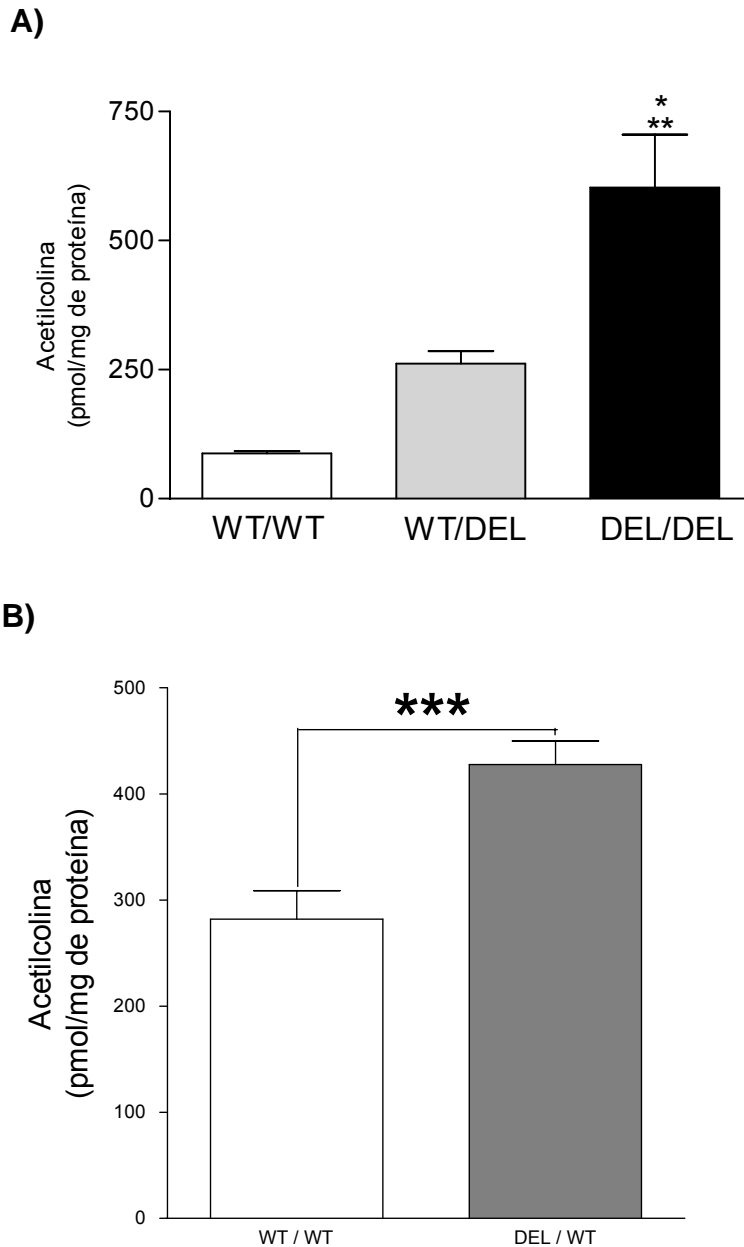 A)
750
*
**
500
250
0
Acetilcolina
(pmol/mg de proteína)
WT/WT WT/DEL DEL/DEL
B)
500
***
400
300
200
100
0
Acetilcolina
(pmol/mg de proteína)
WT / WT DEL / WT